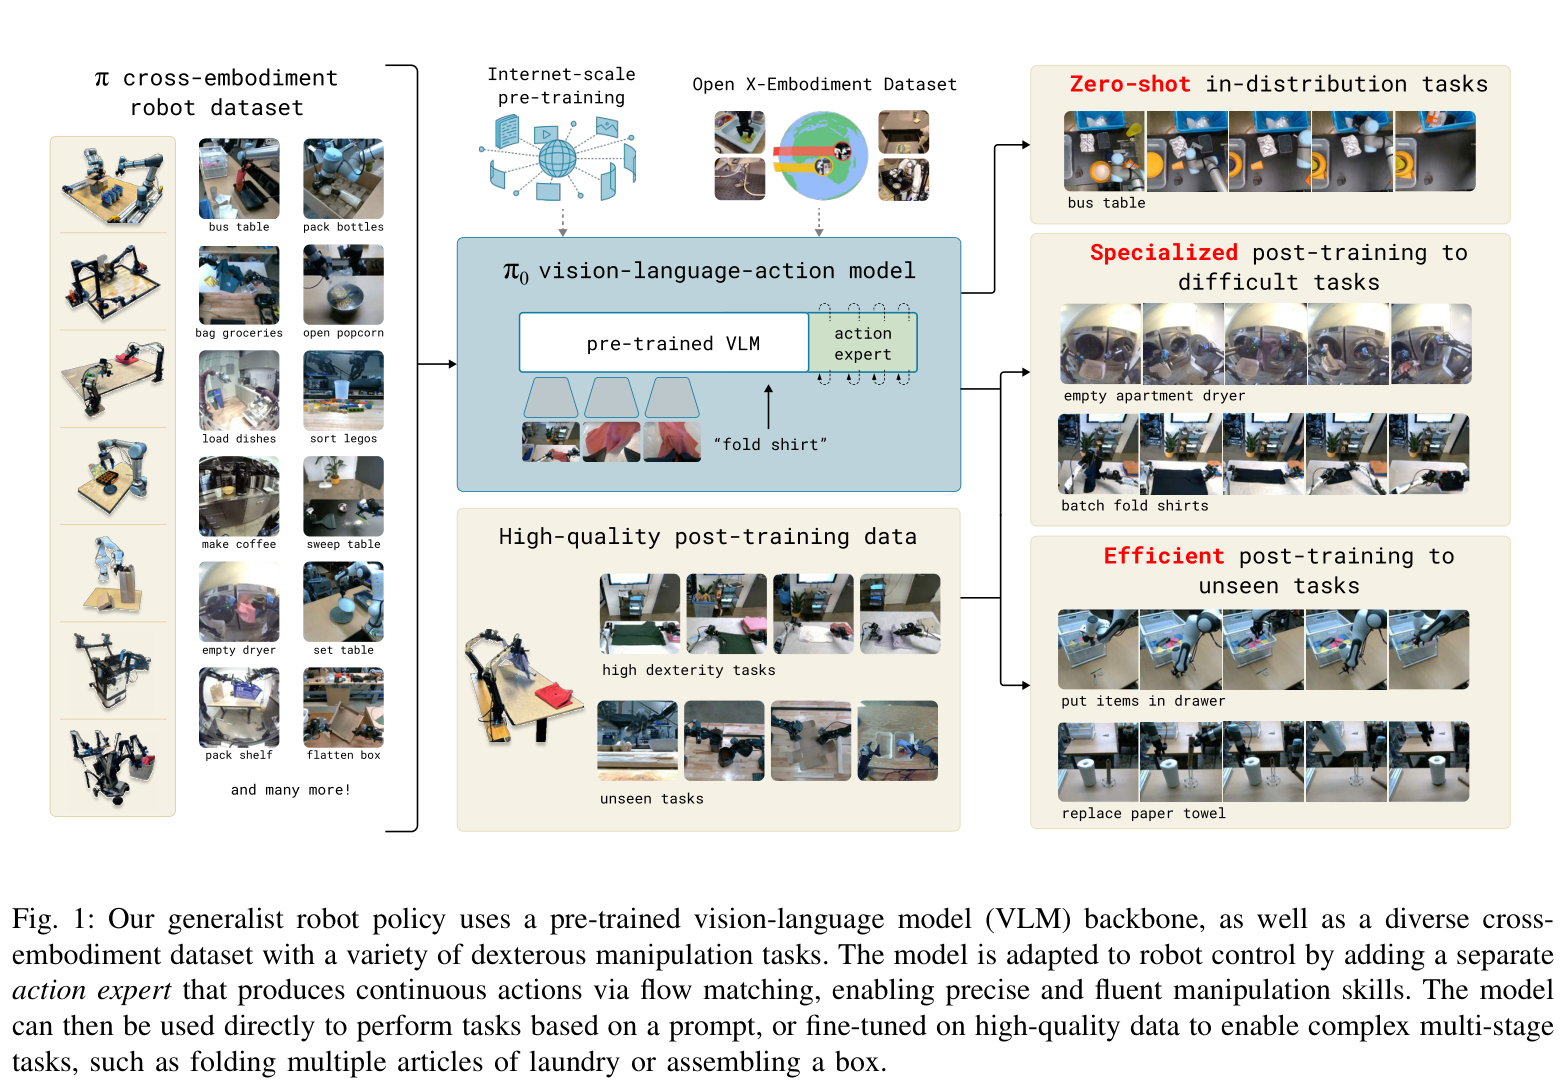 π cross-embodiment
robot dataset
bus table
pack bottles
bag groceries
open popcorn
load dishes
sort legos
make coffee
sweep table
empty dryer
set table
pack shelf
flatten box
and many more!
Internet-scale
pre-training
Open X-Embodiment Dataset
π0 vision-language-action model
pre-trained VLM
action
expert
“fold shirt”
High-quality post-training data
high dexterity tasks
unseen tasks
Zero-shot in-distribution tasks
bus table
Specialized post-training to
difficult tasks
empty apartment dryer
batch fold shirts
Efficient post-training to
unseen tasks
put items in drawer
replace paper towel
Fig. 1: Our generalist robot policy uses a pre-trained vision-language model (VLM) backbone, as well as a diverse cross-
embodiment dataset with a variety of dexterous manipulation tasks. The model is adapted to robot control by adding a separate
action expert that produces continuous actions via flow matching, enabling precise and fluent manipulation skills. The model
can then be used directly to perform tasks based on a prompt, or fine-tuned on high-quality data to enable complex multi-stage
tasks, such as folding multiple articles of laundry or assembling a box.